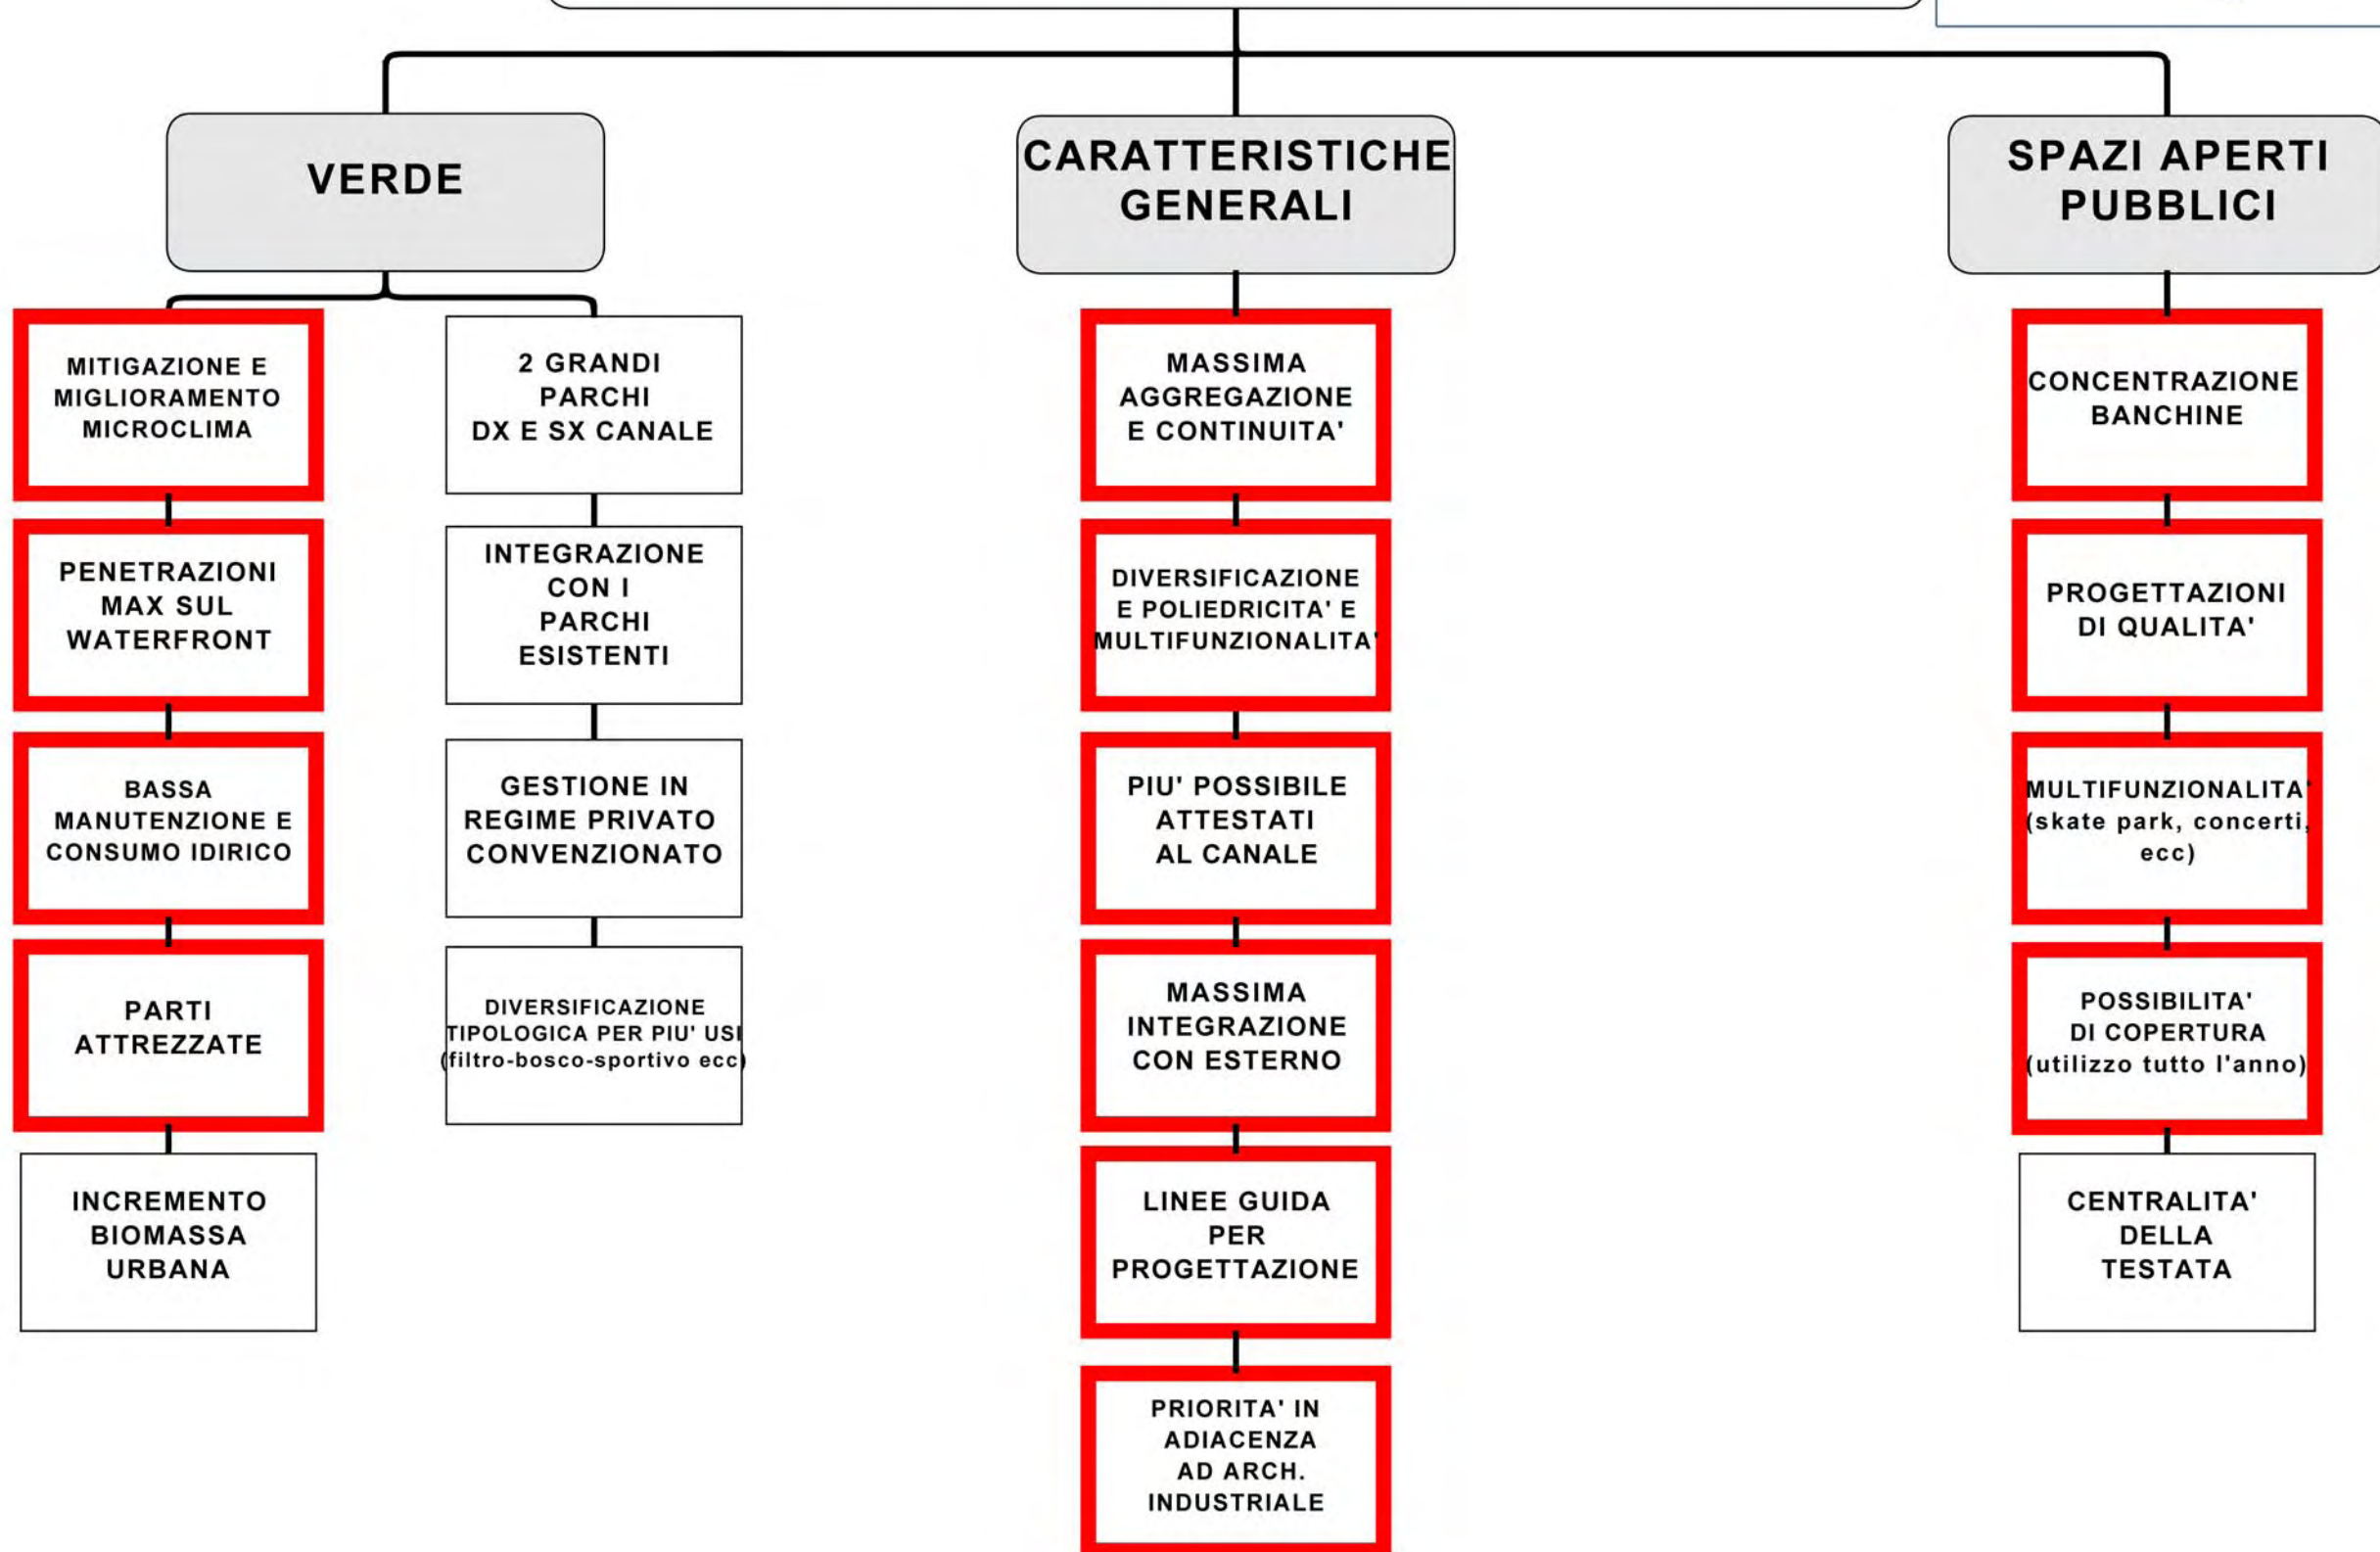 VERDE
CARATTERISTICHE
GENERALI
SPAZI APERTI
PUBBLICI
MITIGAZIONE E
MIGLIORAMENTO
MICROCLIMA
PENETRAZIONI
MAX SUL
WATERFRONT
BASSA
MANUTENZIONE E
CONSUMO IDIRICO
PARTI
ATTREZZATE
INCREMENTO
BIOMASSA
URBANA
2 GRANDI
PARCHI
DX E SX CANALE
INTEGRAZIONE
CON I
PARCHI
ESISTENTI
GESTIONE IN
REGIME PRIVATO
CONVENZIONATO
DIVERSIFICAZIONE
TIPOLOGICA PER PIU' USI
(filtro-bosco-sportivo ecc)
MASSIMA
AGGREGAZIONE
E CONTINUITA'
DIVERSIFICAZIONE
E POLIEDRICITA' E
MULTIFUNZIONALITA'
PIU' POSSIBILE
ATTESTATI
AL CANALE
MASSIMA
INTEGRAZIONE
CON ESTERNO
LINEE GUIDA
PER
PROGETTAZIONE
PRIORITA' IN
ADIACENZA
AD ARCH.
INDUSTRIALE
CONCENTRAZIONE
BANCHINE
PROGETTAZIONI
DI QUALITA'
MULTIFUNZIONALITA'
(skate park, concerti,
ecc)
POSSIBILITA'
DI COPERTURA
(utilizzo tutto l'anno)
CENTRALITA'
DELLA
TESTATA